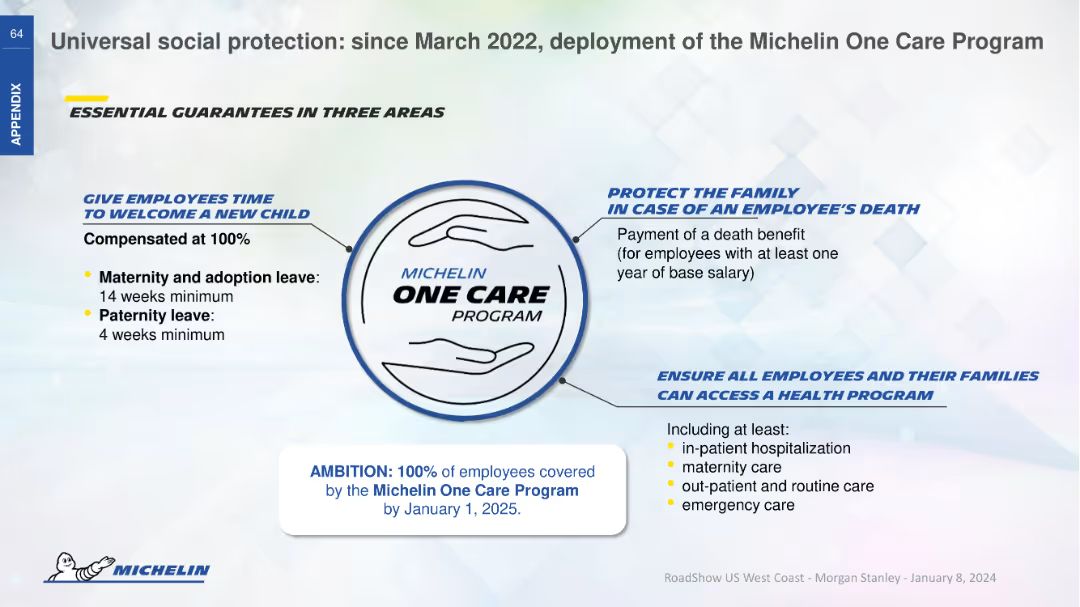 64
Universal social protection: since March 2022, deployment of the Michelin One Care Program
APPENDIX
ESSENTIAL GUARANTEES IN THREE AREAS
GIVE EMPLOYEES TIME
TO WELCOME A NEW CHILD
Compensated at 100%
Maternity and adoption leave:
14 weeks minimum
Paternity leave:
4 weeks minimum
MICHELIN
ONE CARE
PROGRAM
PROTECT THE FAMILY
IN CASE OF AN EMPLOYEE'S DEATH
Payment of a death benefit
(for employees with at least one
year of base salary)
ENSURE ALL EMPLOYEES AND THEIR FAMILIES
CAN ACCESS A HEALTH PROGRAM
Including at least:
in-patient hospitalization
maternity care
out-patient and routine care
emergency care
AMBITION: 100% of employees covered
by the Michelin One Care Program
by January 1, 2025.
MICHELIN
RoadShow US West Coast - Morgan Stanley - January 8, 2024